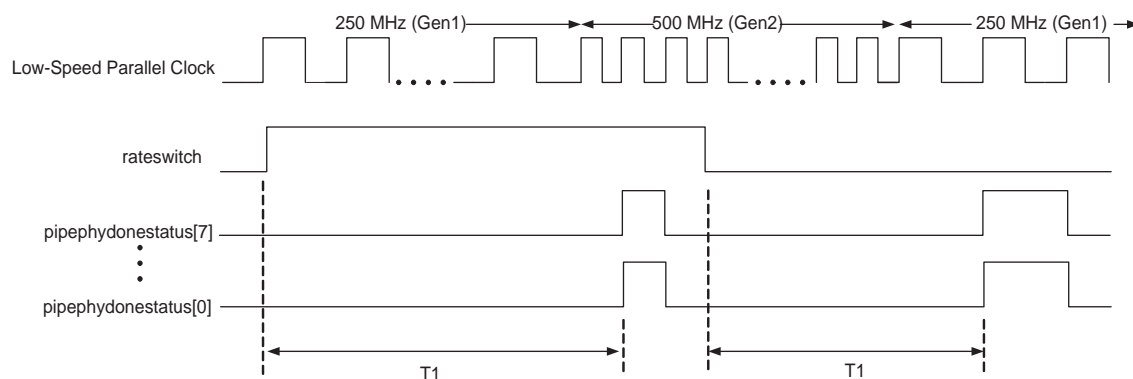 250 MHz (Gen1)
500 MHz (Gen2)
250 MHz (Gen1)
Low-Speed Parallel Clock
rateswitch
pipephydonestatus[7]
pipephydonestatus[0]
T1
T1